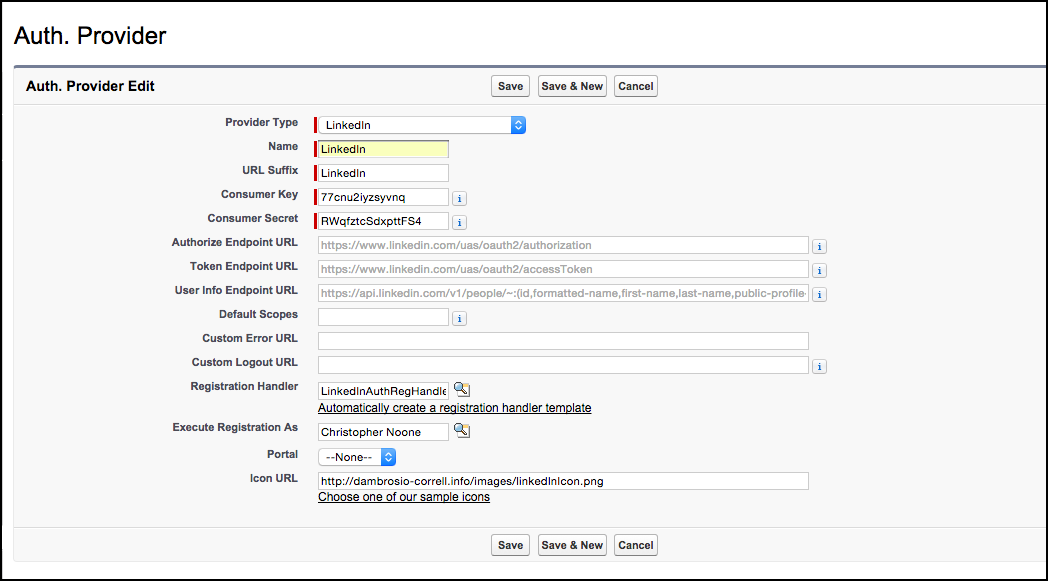 Auth. Provider
Auth. Provider Edit Save Save & New Cancel
Provider Type LinkedIn
Name LinkedIn
URL Suffix LinkedIn
Consumer Key 77cnu2iyzsyvnq i
Consumer Secret RWqfztcSdxpttFS4 i
Authorize Endpoint URL https://www.linkedin.com/uas/oauth2/authorization i
Token Endpoint URL https://www.linkedin.com/uas/oauth2/accessToken i
User Info Endpoint URL https://api.linkedin.com/v1/people/~:(id,formatted-name,first-name,last-name,public-profile- i
Default Scopes i
Custom Error URL
Custom Logout URL i
Registration Handler LinkedInAuthRegHandle
Automatically create a registration handler template
Execute Registration As Christopher Noone
Portal --None--
Icon URL http://dambrosio-correll.info/images/linkedInIcon.png
Choose one of our sample icons
Save Save & New Cancel